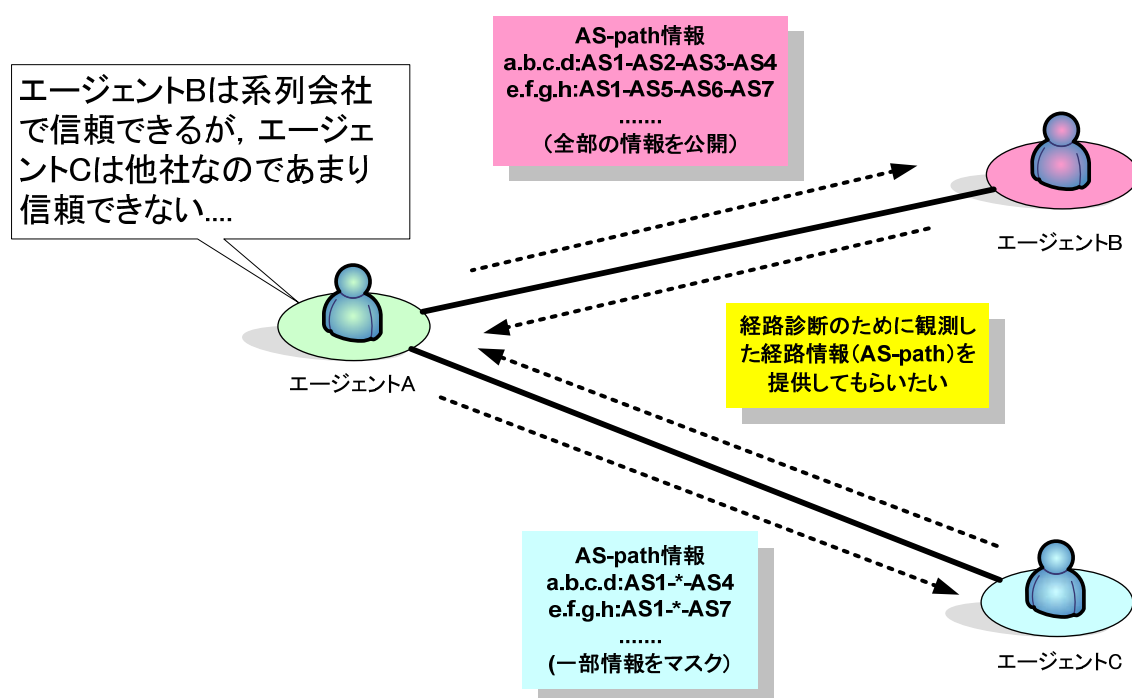 AS-path情報
a.b.c.d:AS1-AS2-AS3-AS4
e.f.g.h:AS1-AS5-AS6-AS7
.......
（全部の情報を公開）
エージェントBは系列会社
で信頼できるが，エージェ
ントCは他社なのであまり
信頼できない....
エージェントB
経路診断のために観測し
た経路情報（AS-path）を
提供してもらいたい
エージェントA
AS-path情報
a.b.c.d:AS1-*-AS4
e.f.g.h:AS1-*-AS7
.......
(一部情報をマスク）
エージェントC